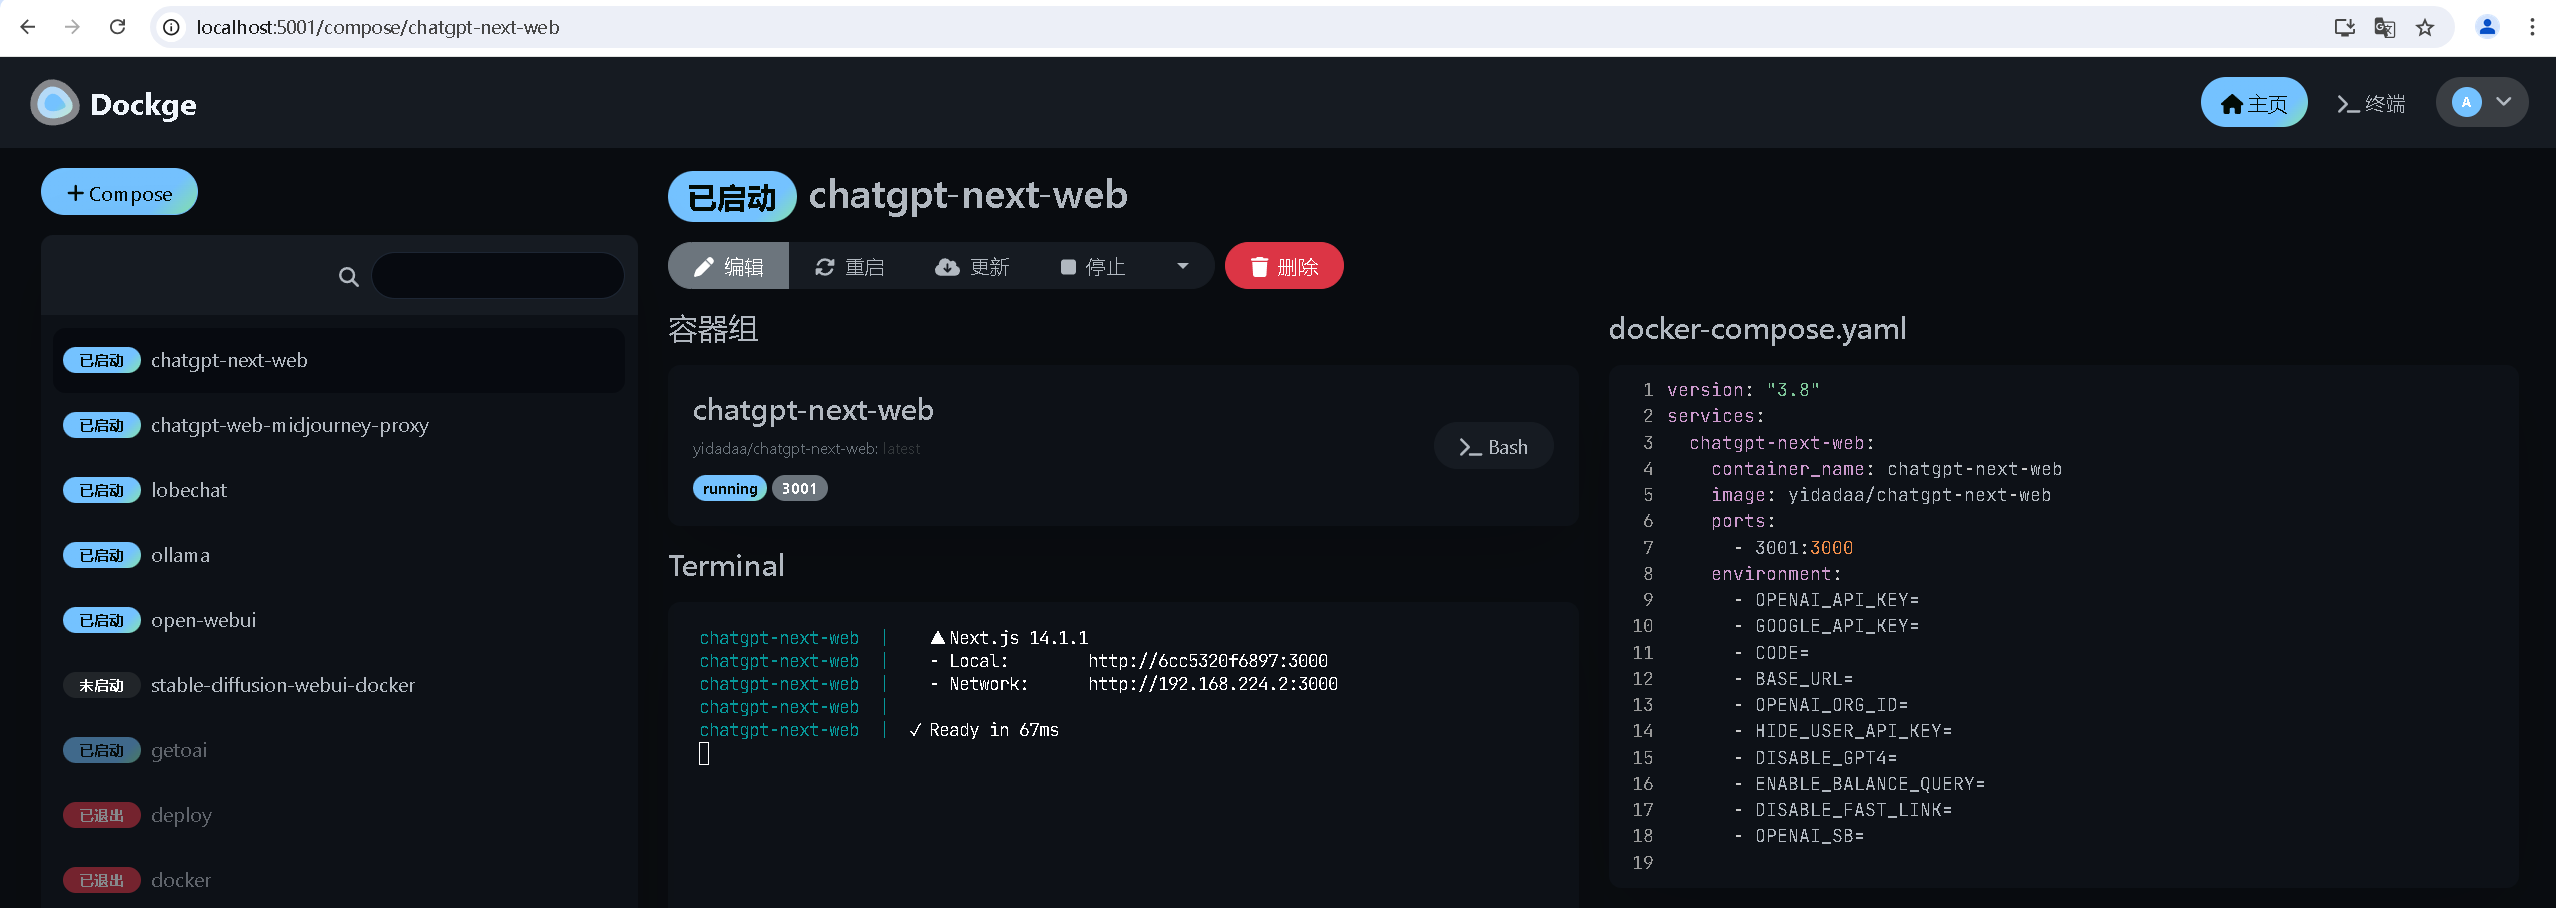 localhost:5001/compose/chatgpt-next-web
Dockge
主页
终端
A
Compose
已启动 chatgpt-next-web
编辑 重启 更新 停止 删除
已启动 chatgpt-next-web
已启动 chatgpt-web-midjourney-proxy
已启动 lobechat
已启动 ollama
已启动 open-webui
未启动 stable-diffusion-webui-docker
已启动 getoai
已退出 deploy
已退出 docker
容器组
chatgpt-next-web
yidadaa/chatgpt-next-web: latest
running 3001
Bash
Terminal
chatgpt-next-web | ▲ Next.js 14.1.1
chatgpt-next-web | - Local: http://6cc5320f6897:3000
chatgpt-next-web | - Network: http://192.168.224.2:3000
chatgpt-next-web |
chatgpt-next-web | ✓ Ready in 67ms
docker-compose.yaml
1 version: "3.8"
2 services:
3 chatgpt-next-web:
4 container_name: chatgpt-next-web
5 image: yidadaa/chatgpt-next-web
6 ports:
7 - 3001:3000
8 environment:
9 - OPENAI_API_KEY=
10 - GOOGLE_API_KEY=
11 - CODE=
12 - BASE_URL=
13 - OPENAI_ORG_ID=
14 - HIDE_USER_API_KEY=
15 - DISABLE_GPT4=
16 - ENABLE_BALANCE_QUERY=
17 - DISABLE_FAST_LINK=
18 - OPENAI_SB=
19